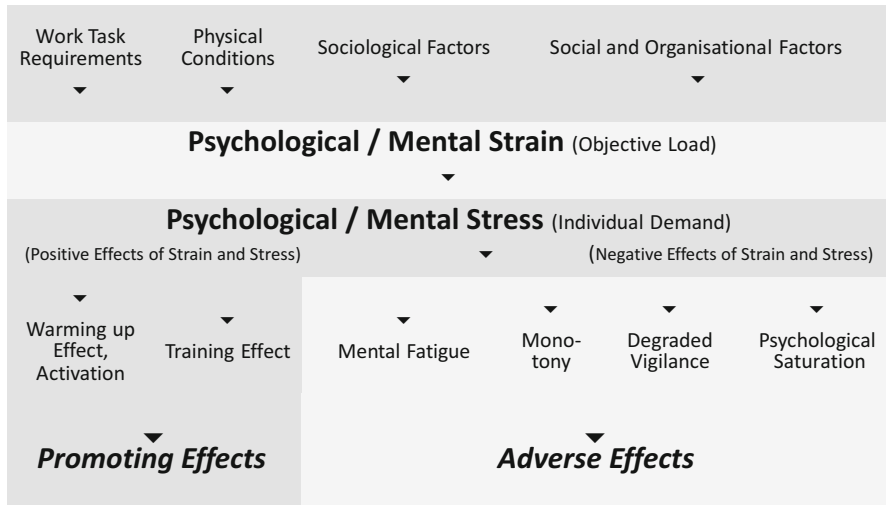 Work Task
Requirements
Physical
Conditions
Sociological Factors
Social and Organisational Factors
Psychological / Mental Strain (Objective Load)
Psychological / Mental Stress (Individual Demand)
(Positive Effects of Strain and Stress)
(Negative Effects of Strain and Stress)
Warming up
Effect,
Activation
Training Effect
Mental Fatigue
Mono-
tony
Degraded
Vigilance
Psychological
Saturation
Promoting Effects
Adverse Effects